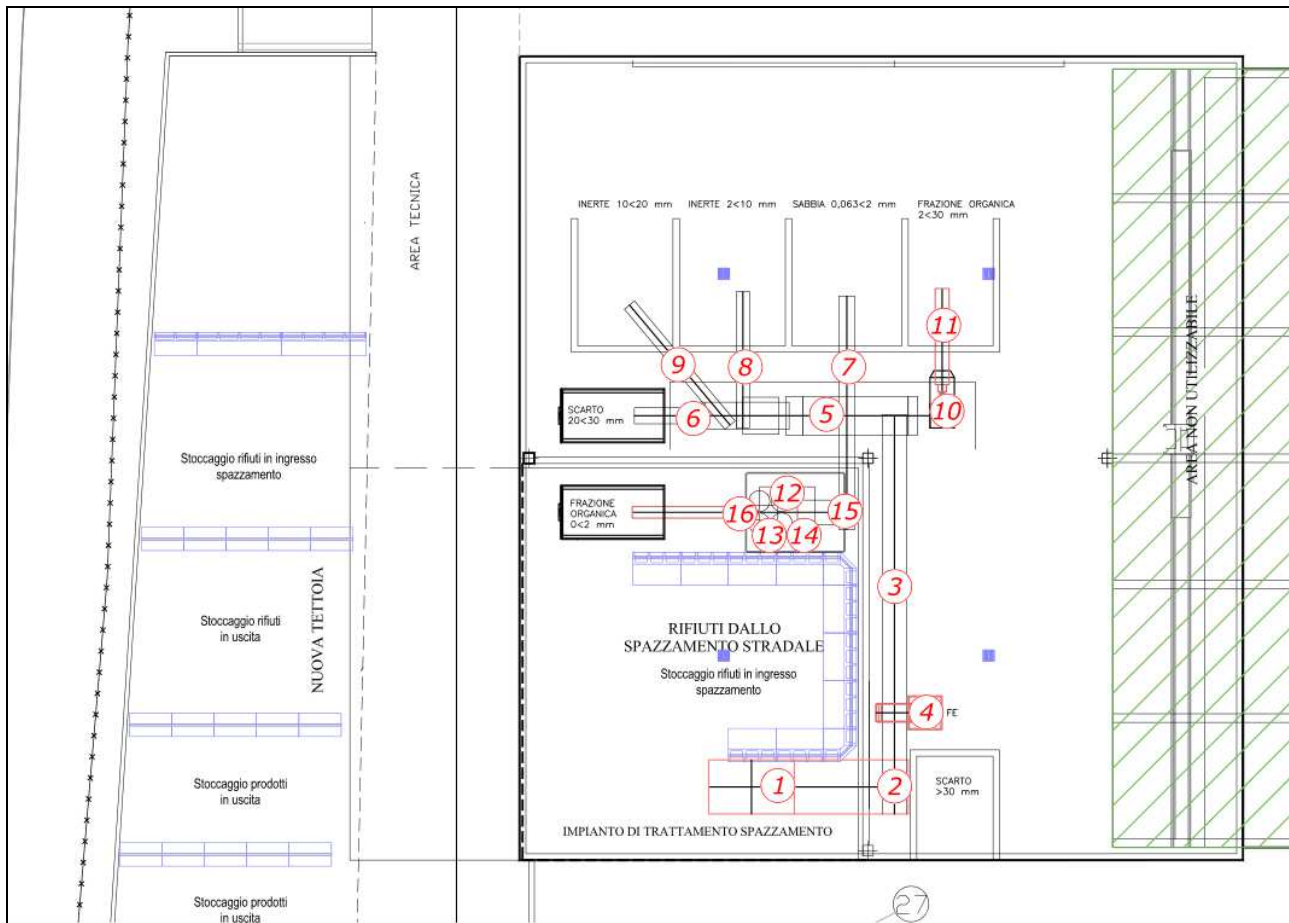 AREA TECNICA
INERTE 10<20 mm
INERTE 2<10 mm
SABBIA 0,063<2 mm
FRAZIONE ORGANICA
2<30 mm
11
9
8
7
10
SCARTO
20<30 mm
6
5
AREA NON UTILIZZABILE
Stoccaggio rifiuti in ingresso
spazzamento
FRAZIONE
ORGANICA
0<2 mm
12
16
15
13
14
3
NUOVA TETTOIA
Stoccaggio rifiuti
in uscita
RIFIUTI DALLO
SPAZZAMENTO STRADALE
Stoccaggio rifiuti in ingresso
spazzamento
4
FE
Stoccaggio prodotti
in uscita
1
2
SCARTO
>30 mm
IMPIANTO DI TRATTAMENTO SPAZZAMENTO
Stoccaggio prodotti
in uscita
27